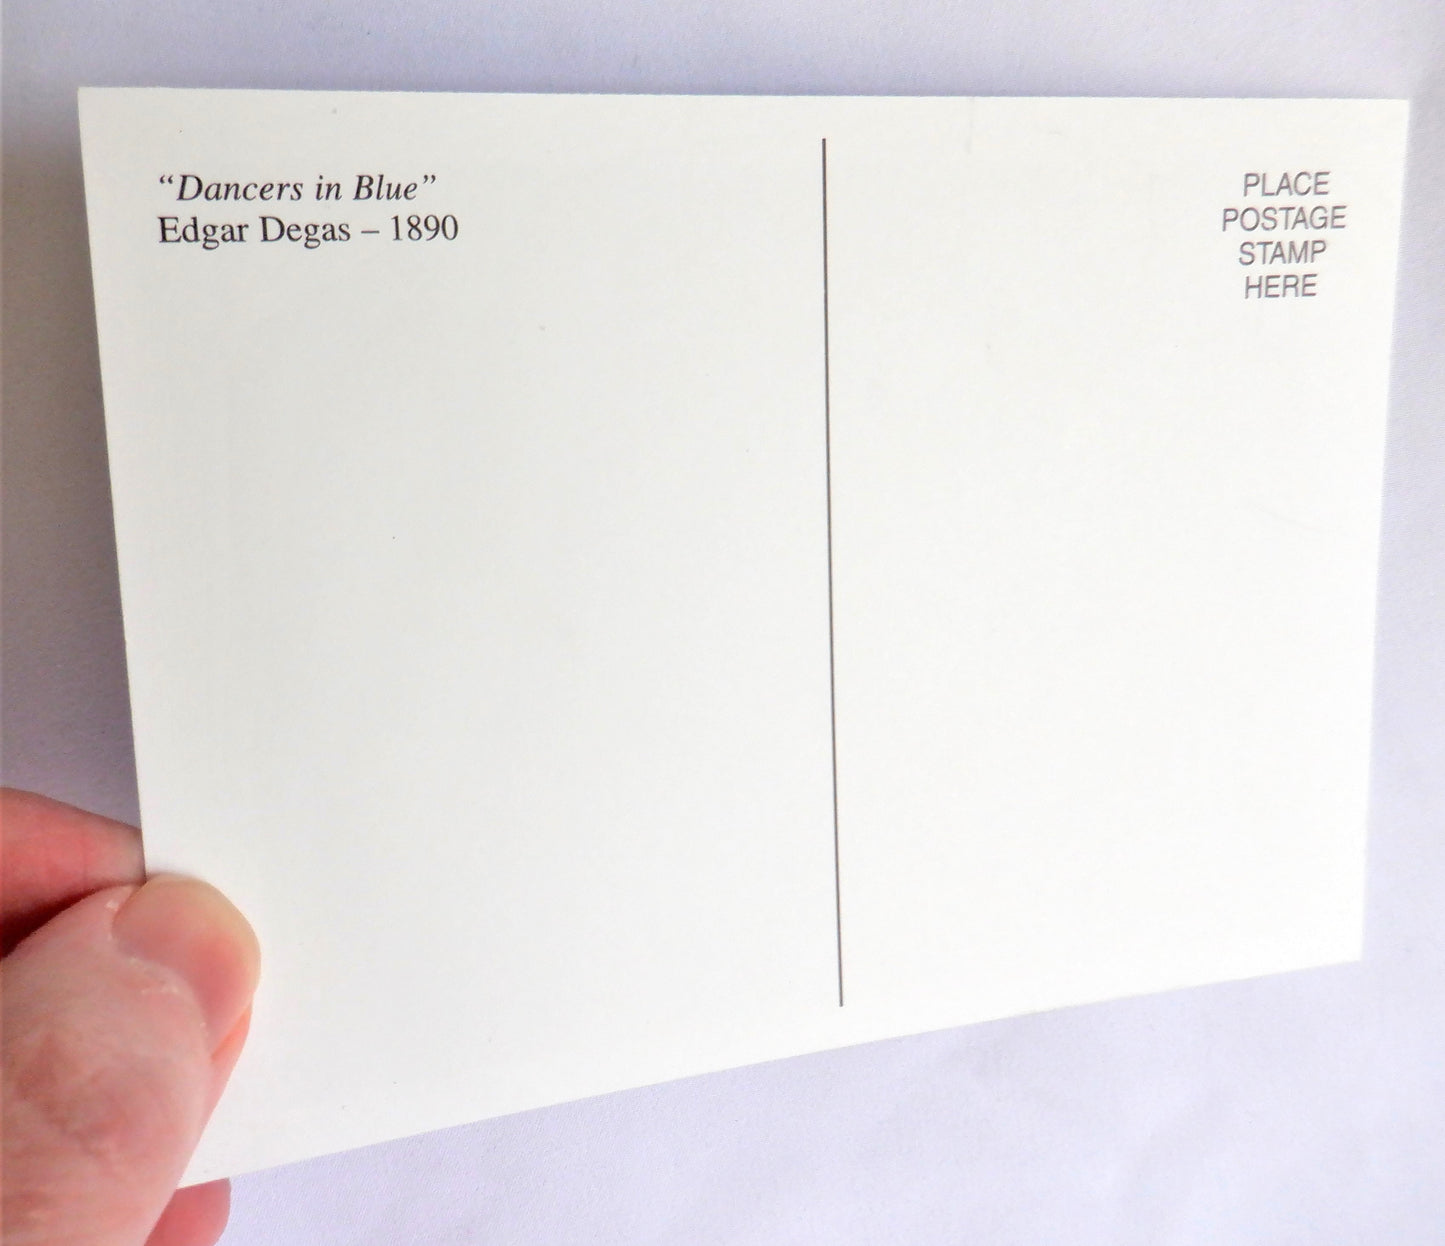 “Dancers in Blue”
Edgar Degas – 1890
PLACE
POSTAGE
STAMP
HERE